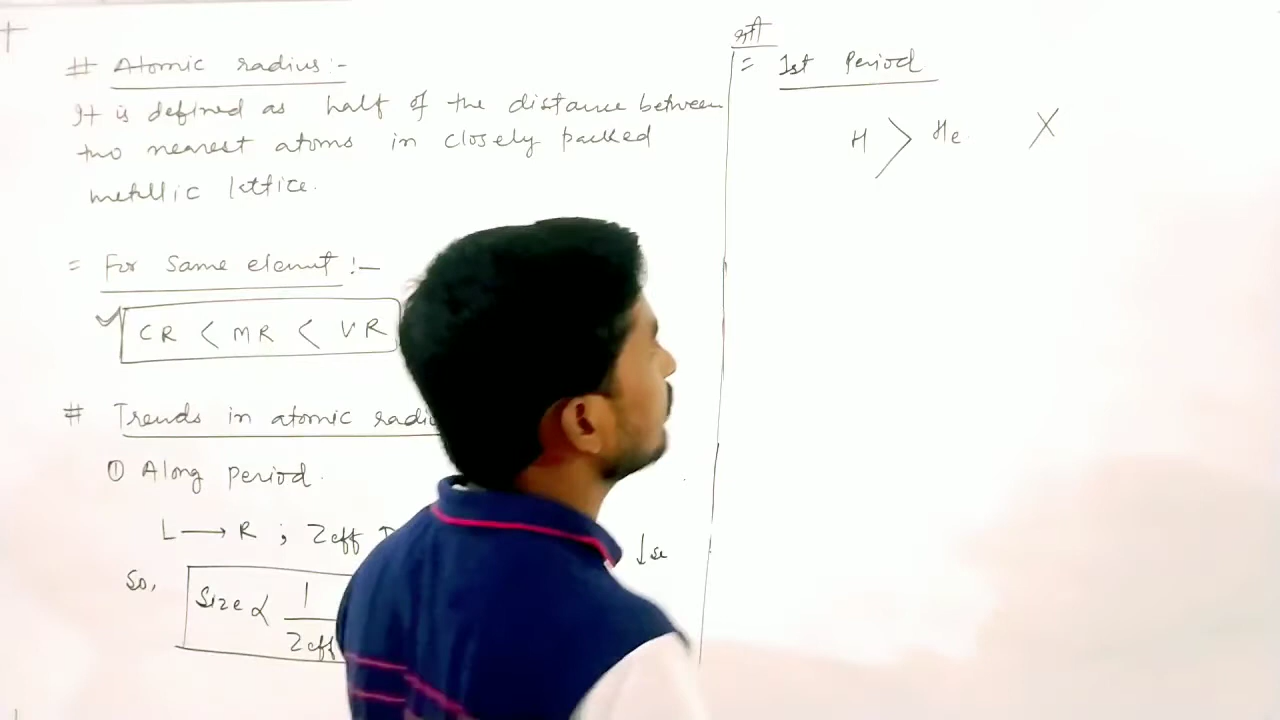 # Atomic radius:-
It is defined as half of the distance between
two nearest atoms in closely packed
metallic lattice.
= For same element :-
CR < MR < VR
# Trends in atomic radiu
① Along period.
L → R ; Zeff ↑
So,
Size ∝ 1/Zeff
↓se
= 1st Period
H > He X